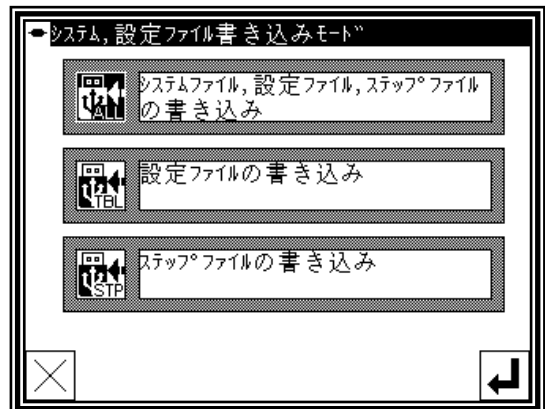 ｼｽﾃﾑ,設定ﾌｧｲﾙ書き込みﾓｰﾄﾞ
ALL
ｼｽﾃﾑﾌｧｲﾙ,設定ﾌｧｲﾙ,ｽﾃｯﾌﾟﾌｧｲﾙ
の書き込み
TBL
設定ﾌｧｲﾙの書き込み
STP
ｽﾃｯﾌﾟﾌｧｲﾙの書き込み